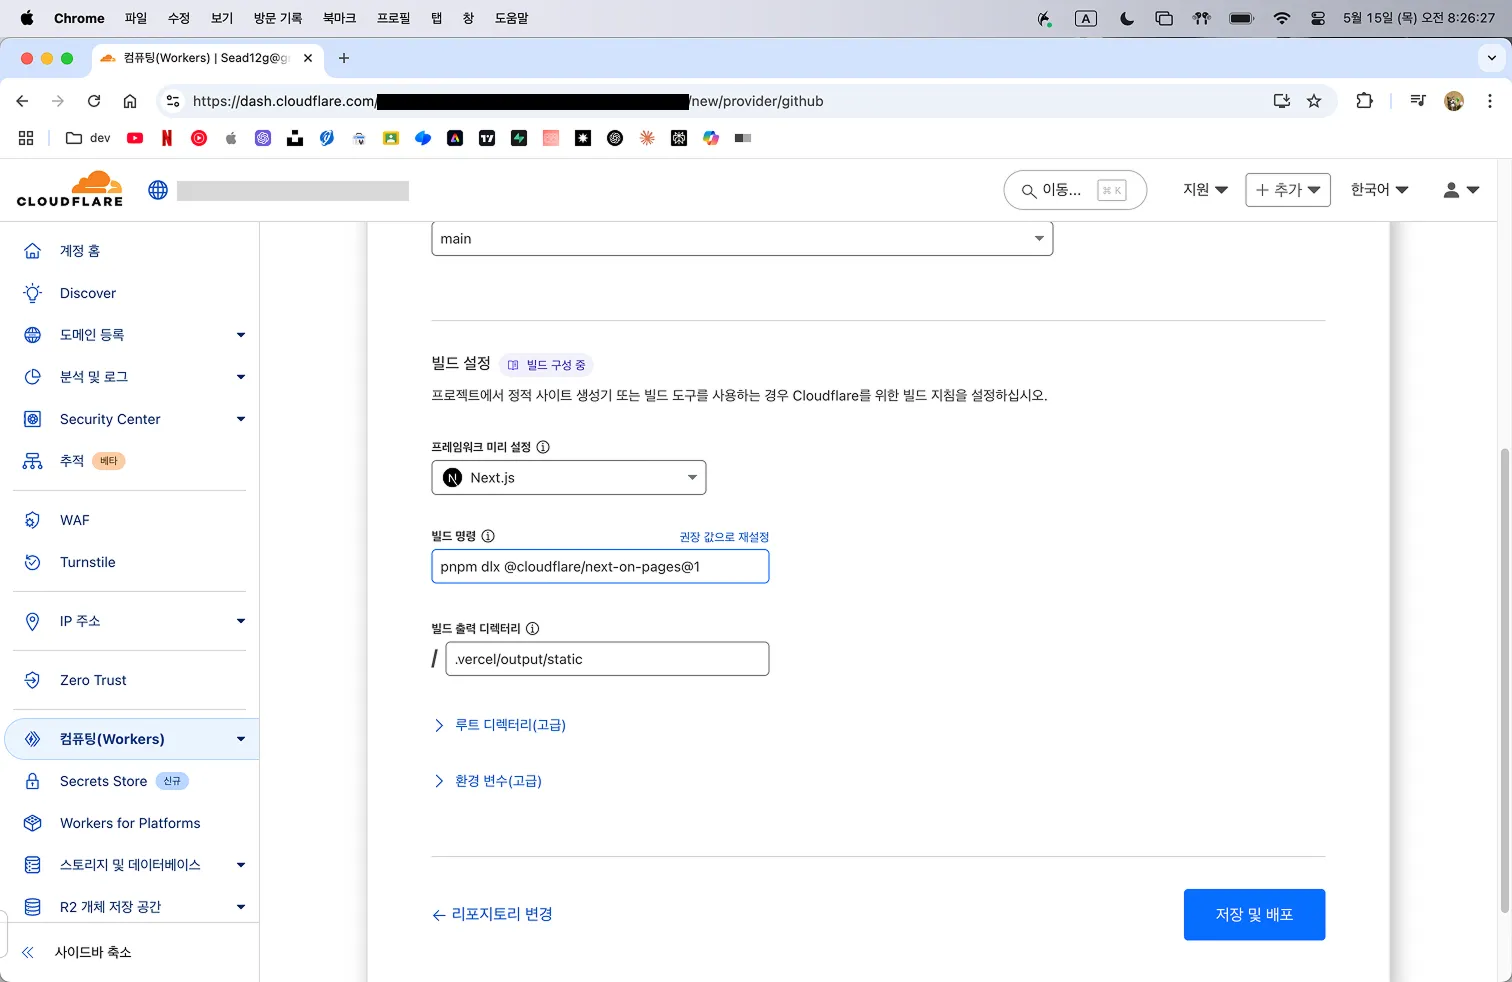 Chrome 파일 수정 보기 방문 기록 북마크 프로필 탭 창 도움말 A 5월 15일 (목) 오전 8:26:27
컴퓨팅(Workers) | Sead12g@g
https://dash.cloudflare.com/ /new/provider/github
dev
CLOUDFLARE 이동... ⌘ K 지원 추가 한국어
계정 홈
Discover
도메인 등록
분석 및 로그
Security Center
추적 베타
WAF
Turnstile
IP 주소
Zero Trust
컴퓨팅(Workers)
Secrets Store 신규
Workers for Platforms
스토리지 및 데이터베이스
R2 개체 저장 공간
사이드바 축소
main
빌드 설정 빌드 구성 중
프로젝트에서 정적 사이트 생성기 또는 빌드 도구를 사용하는 경우 Cloudflare를 위한 빌드 지침을 설정하십시오.
프레임워크 미리 설정
Next.js
빌드 명령 권장 값으로 재설정
pnpm dlx @cloudflare/next-on-pages@1
빌드 출력 디렉터리
/ .vercel/output/static
루트 디렉터리(고급)
환경 변수(고급)
리포지토리 변경 저장 및 배포